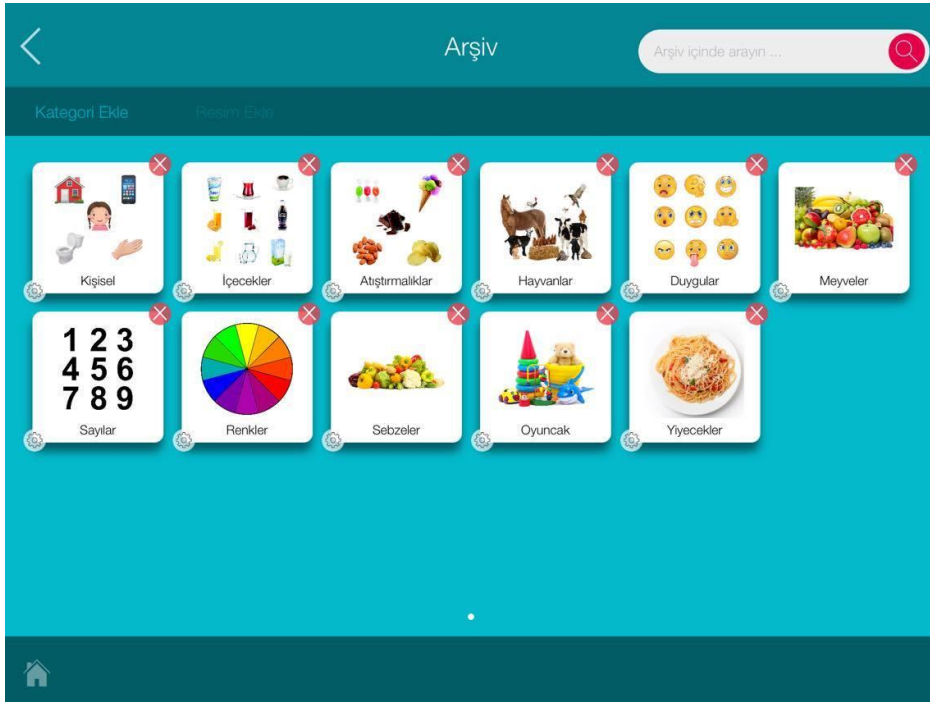 Arşiv
Arşiv içinde arayın ...
Kategori Ekle
Resim Ekle
Kişisel
İçecekler
Atıştırmalıklar
Hayvanlar
Duygular
Meyveler
1 2 3
4 5 6
7 8 9
Sayılar
Renkler
Sebzeler
Oyuncak
Yiyecekler